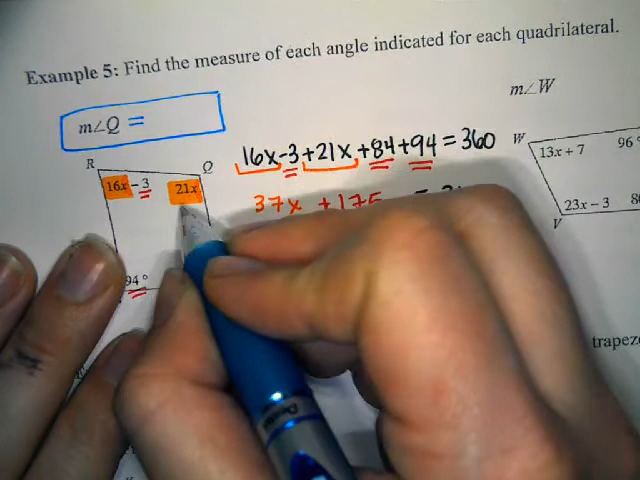 Example 5: Find the measure of each angle indicated for each quadrilateral.
m∠W
m∠Q =
16x-3+21x+84+94=360
R
Q
W
13x + 7
96°
16x - 3
21x
37x +175 =
23x - 3
V
94°